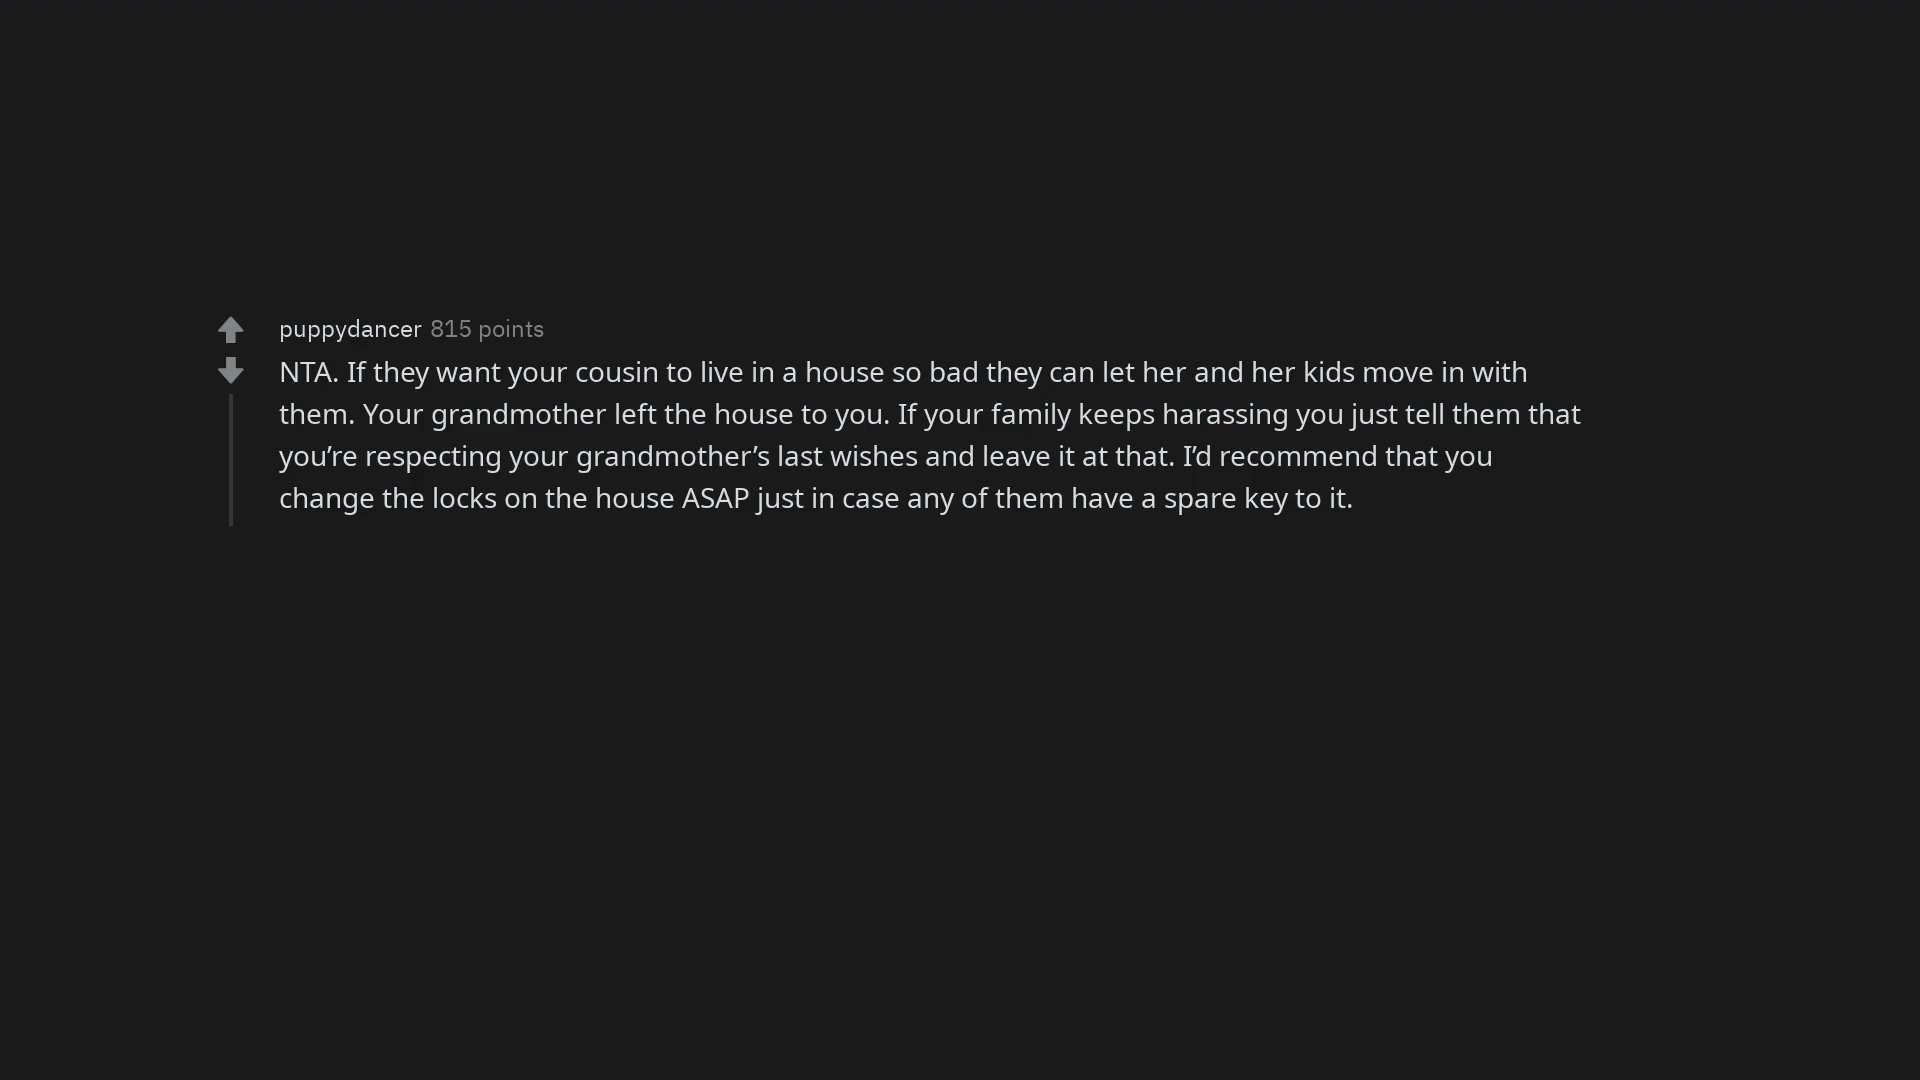 puppydancer 815 points
NTA. If they want your cousin to live in a house so bad they can let her and her kids move in with
them. Your grandmother left the house to you. If your family keeps harassing you just tell them that
you’re respecting your grandmother’s last wishes and leave it at that. I’d recommend that you
change the locks on the house ASAP just in case any of them have a spare key to it.